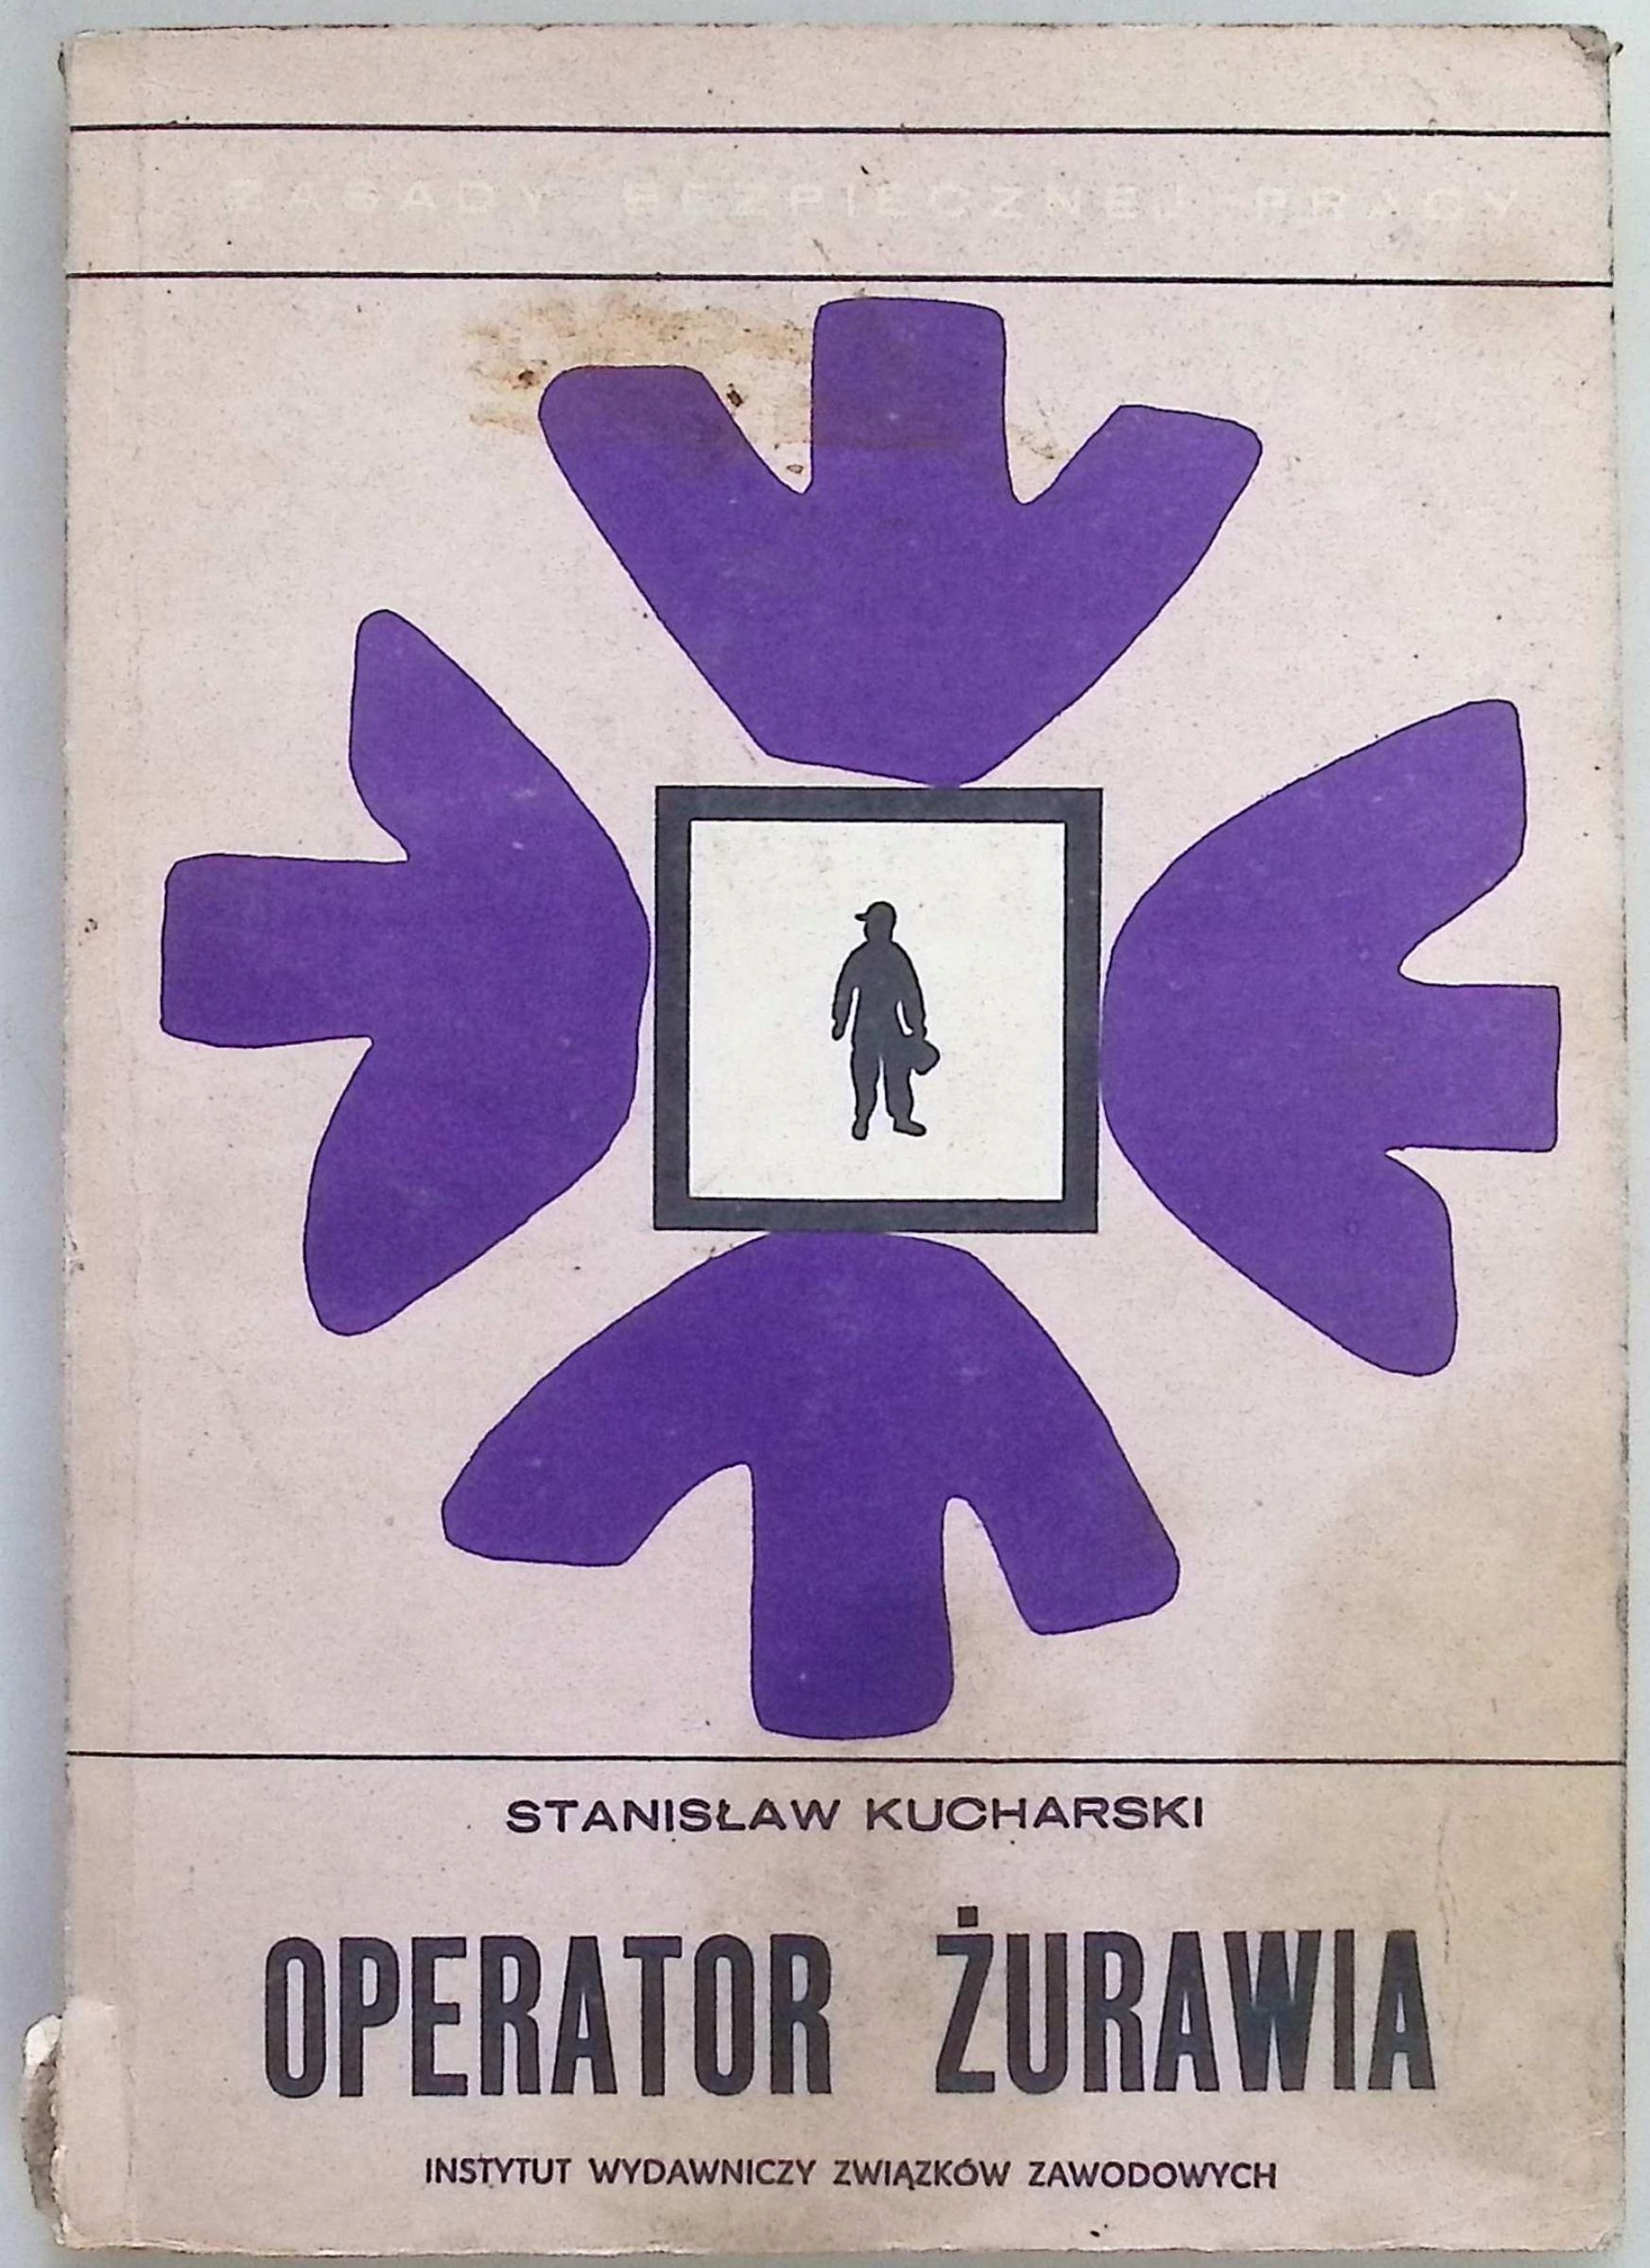 ZASADY BEZPIECZNEJ PRACY
STANISŁAW KUCHARSKI
OPERATOR ŻURAWIA
INSTYTUT WYDAWNICZY ZWIĄZKÓW ZAWODOWYCH